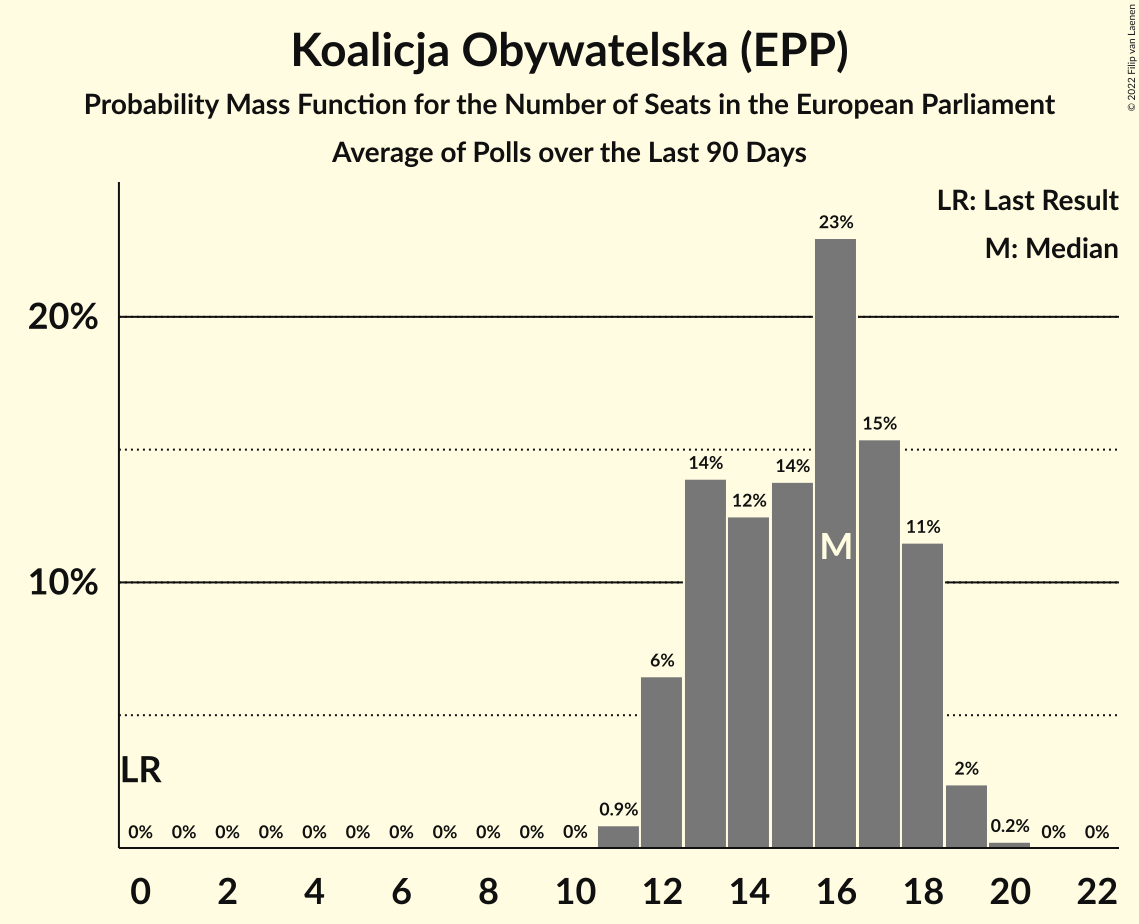 Koalicja Obywatelska (EPP)
Probability Mass Function for the Number of Seats in the European Parliament
Average of Polls over the Last 90 Days
© 2022 Filip van Laenen
LR: Last Result
M: Median
23%
20%
15%
14%
14%
12%
11%
M
10%
6%
LR
2%
0.9%
0.2%
0% 0% 0% 0% 0% 0% 0% 0% 0% 0% 0% 0% 0%
0 2 4 6 8 10 12 14 16 18 20 22